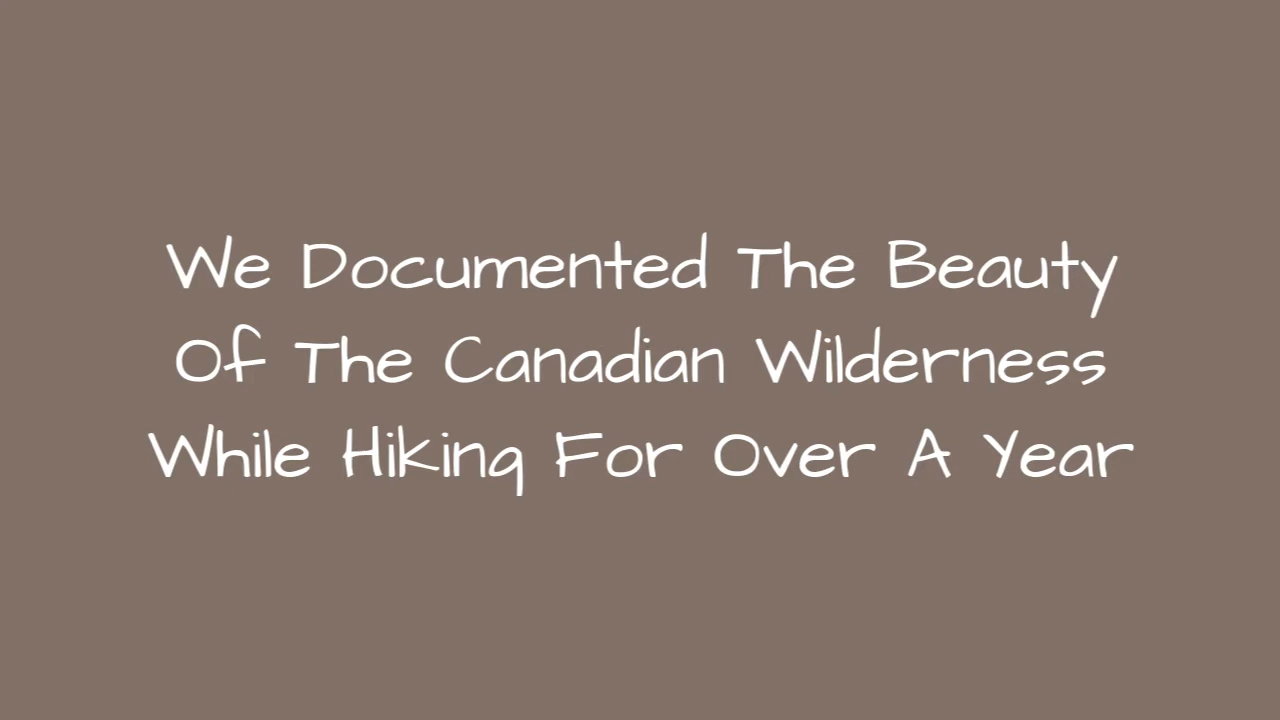 We Documented The Beauty
Of The Canadian Wilderness
While Hiking For Over A Year